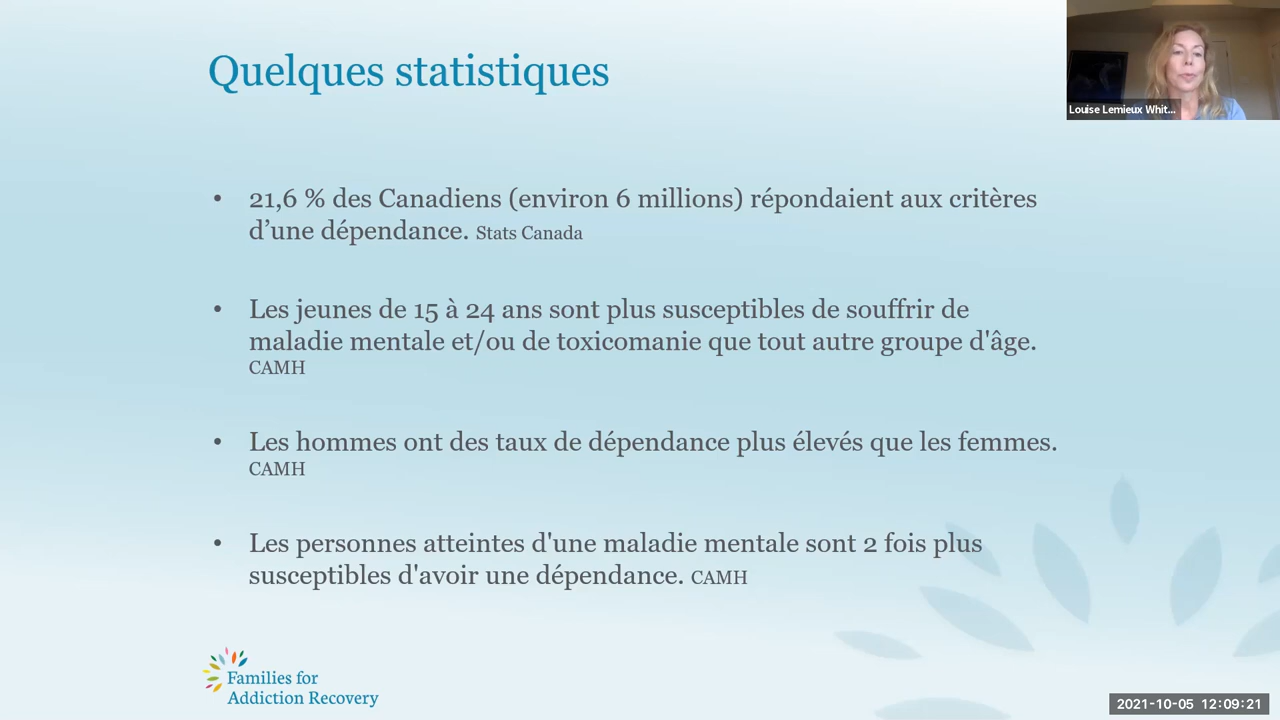 Quelques statistiques
Louise Lemieux Whit...
• 21,6 % des Canadiens (environ 6 millions) répondaient aux critères
d’une dépendance. Stats Canada
• Les jeunes de 15 à 24 ans sont plus susceptibles de souffrir de
maladie mentale et/ou de toxicomanie que tout autre groupe d'âge.
CAMH
• Les hommes ont des taux de dépendance plus élevés que les femmes.
CAMH
• Les personnes atteintes d'une maladie mentale sont 2 fois plus
susceptibles d'avoir une dépendance. CAMH
Families for
Addiction Recovery
2021-10-05 12:09:21